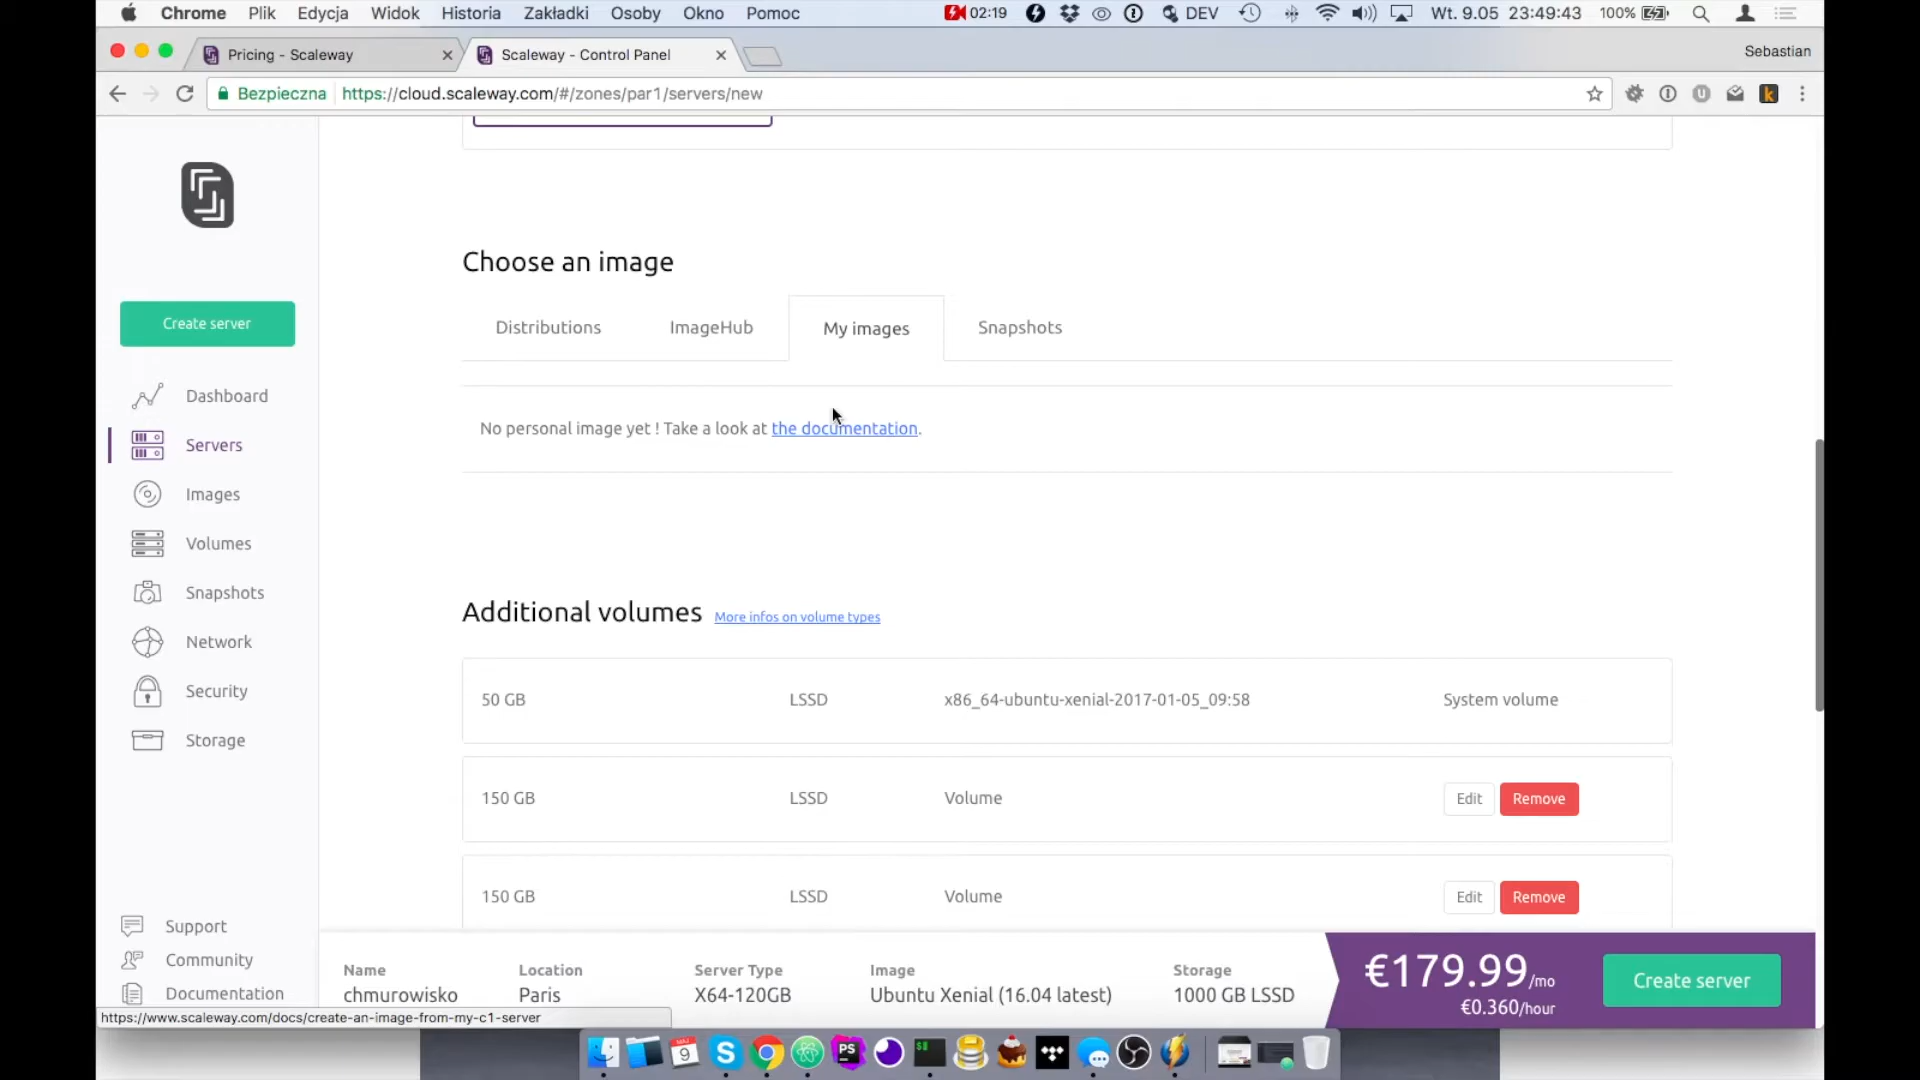 Chrome Plik Edycja Widok Historia Zakładki Osoby Okno Pomoc 02:19 DEV Wt. 9.05 23:49:43 100%
Pricing - Scaleway Scaleway - Control Panel Sebastian
Bezpieczna https://cloud.scaleway.com/#/zones/par1/servers/new
Create server
Dashboard
Servers
Images
Volumes
Snapshots
Network
Security
Storage
Support
Community
Documentation
Choose an image
Distributions ImageHub My images Snapshots
No personal image yet ! Take a look at the documentation.
Additional volumes More infos on volume types
50 GB LSSD x86_64-ubuntu-xenial-2017-01-05_09:58 System volume
150 GB LSSD Volume Edit Remove
150 GB LSSD Volume Edit Remove
Name Location Server Type Image Storage
chmurowisko Paris X64-120GB Ubuntu Xenial (16.04 latest) 1000 GB LSSD
€179.99/mo
€0.360/hour
Create server
https://www.scaleway.com/docs/create-an-image-from-my-c1-server
9
PS